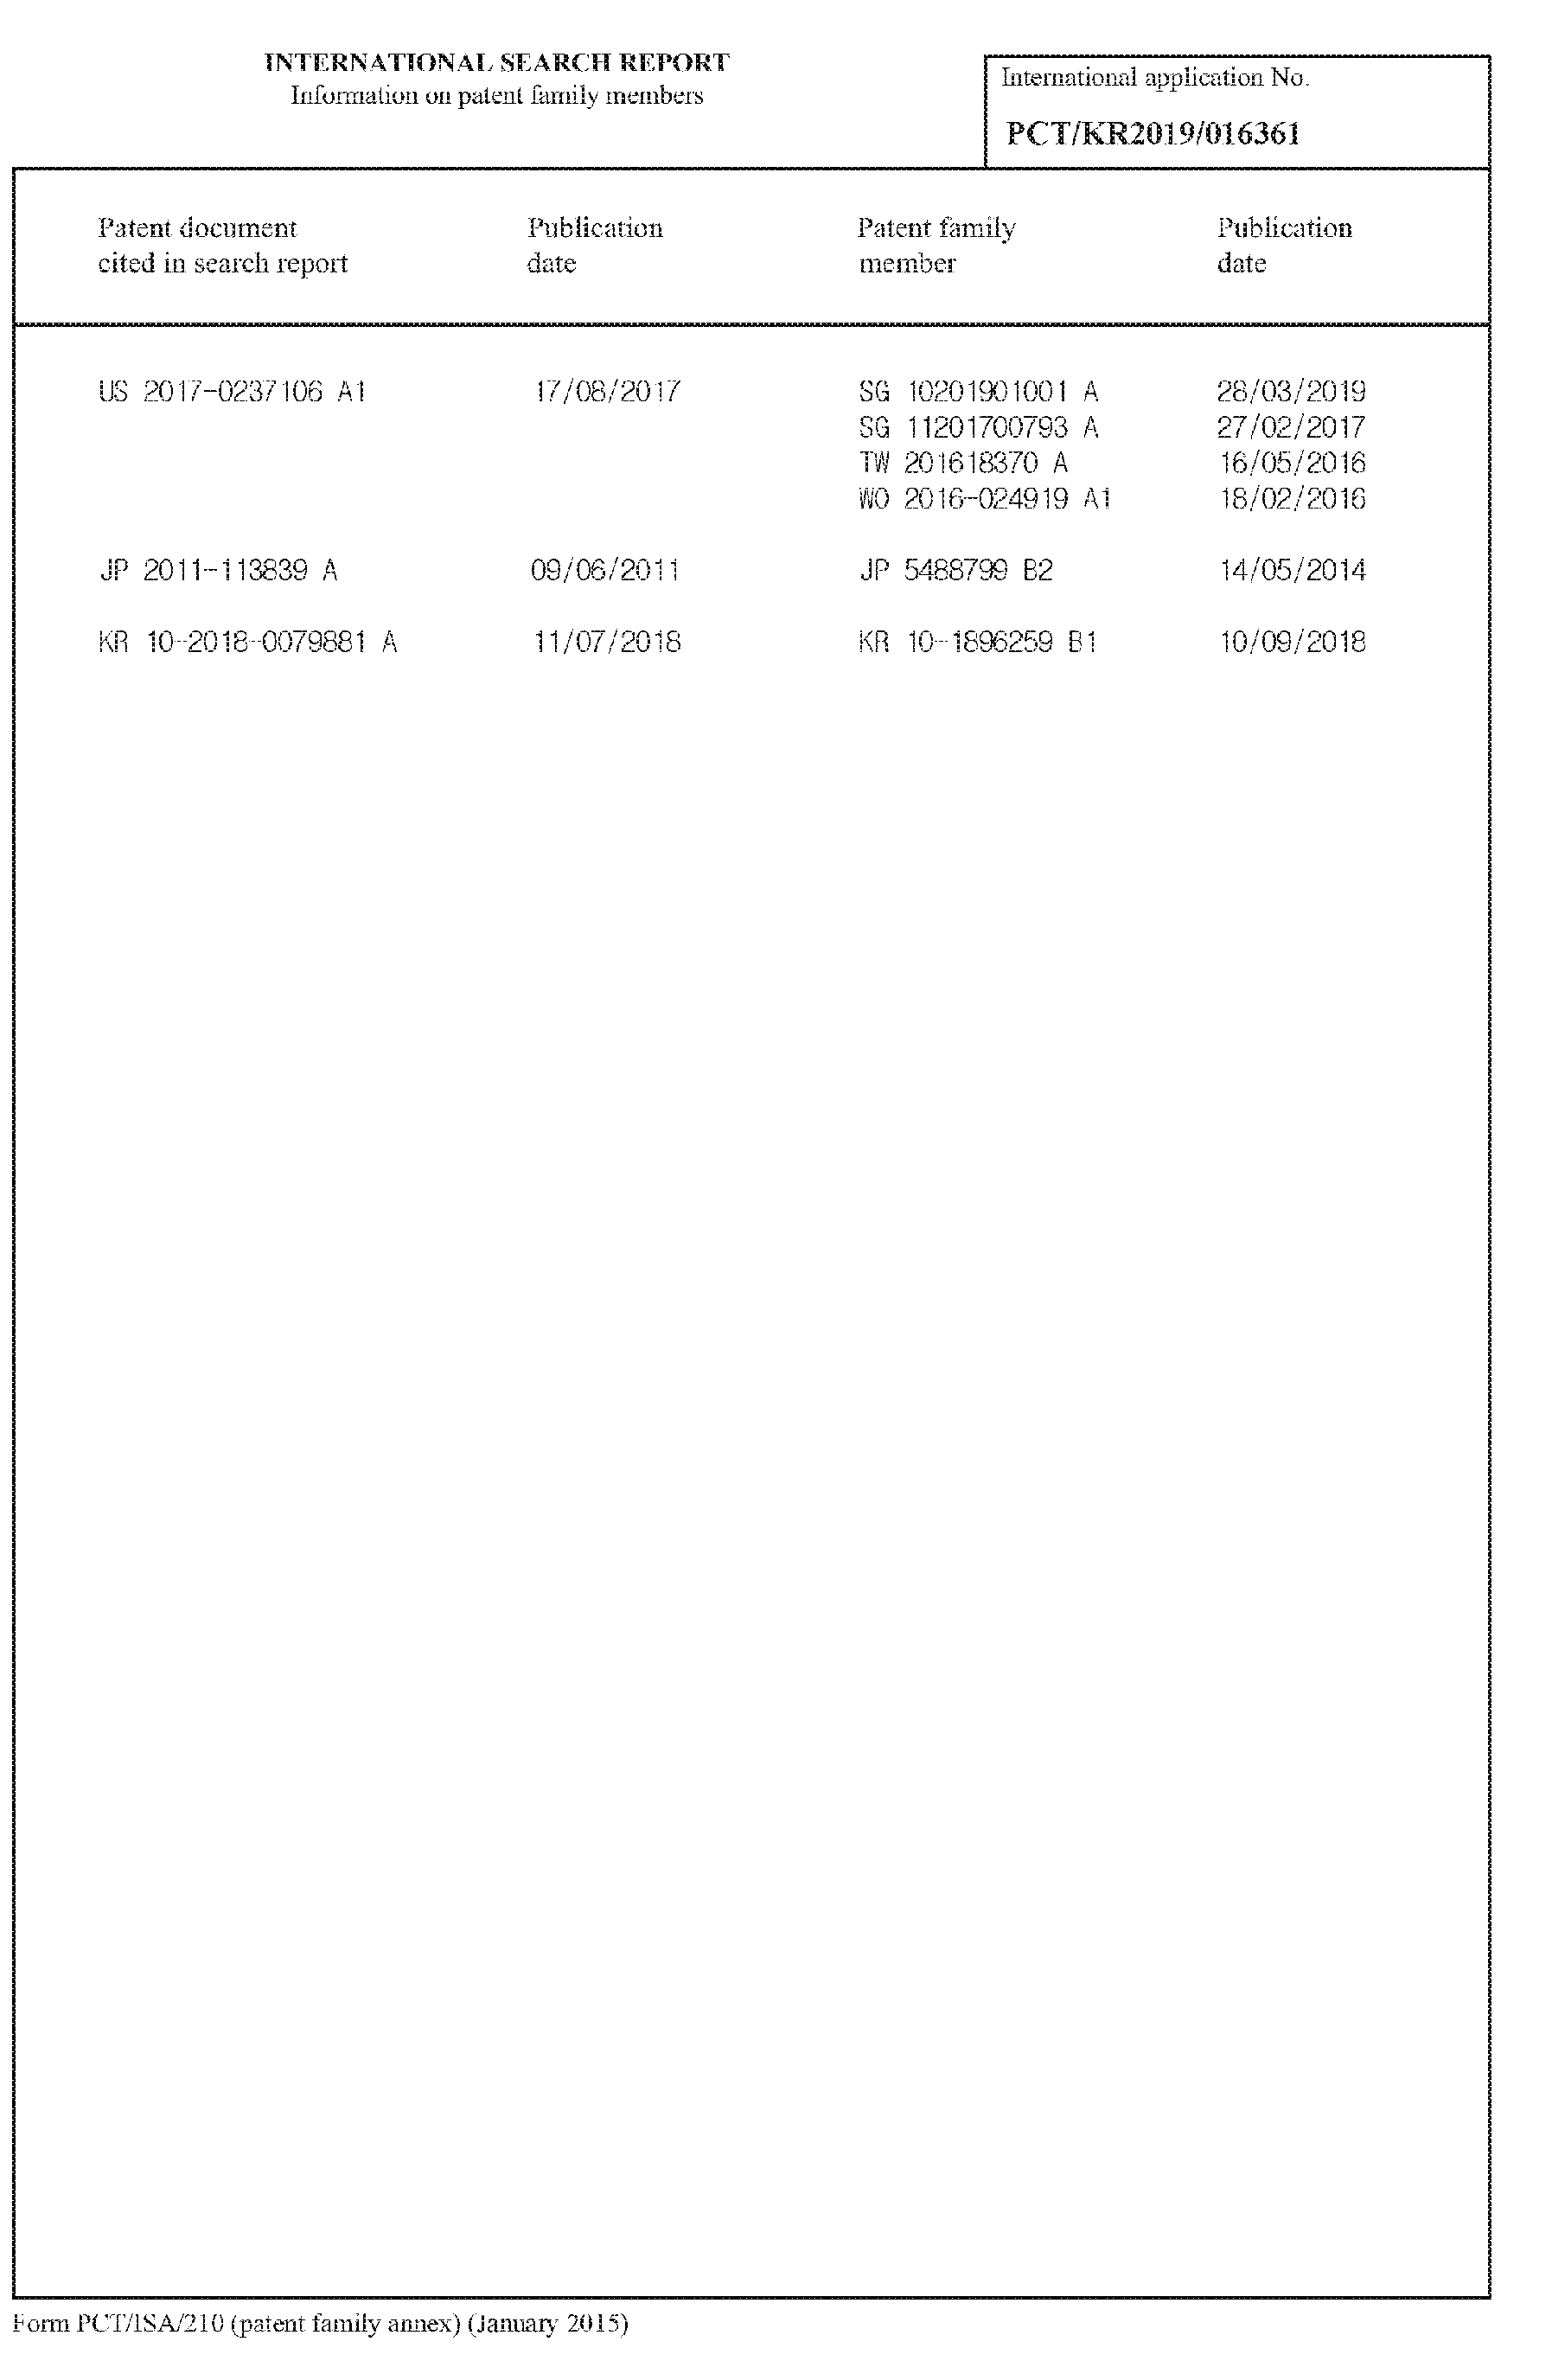 INTERNATIONAL SEARCH REPORT
Information on patent family members
International application No.
PCT/KR2019/016361
Patent document cited in search report
Publication date
Patent family member
Publication date
US 2017-0237106 A1 17/08/2017 SG 10201901001 A 28/03/2019
SG 11201700793 A 27/02/2017
TW 201618370 A 16/05/2016
WO 2016-024919 A1 18/02/2016
JP 2011-113839 A 09/06/2011 JP 5488799 B2 14/05/2014
KR 10-2018-0079881 A 11/07/2018 KR 10-1896259 B1 10/09/2018
Form PCT/ISA/210 (patent family annex) (January 2015)